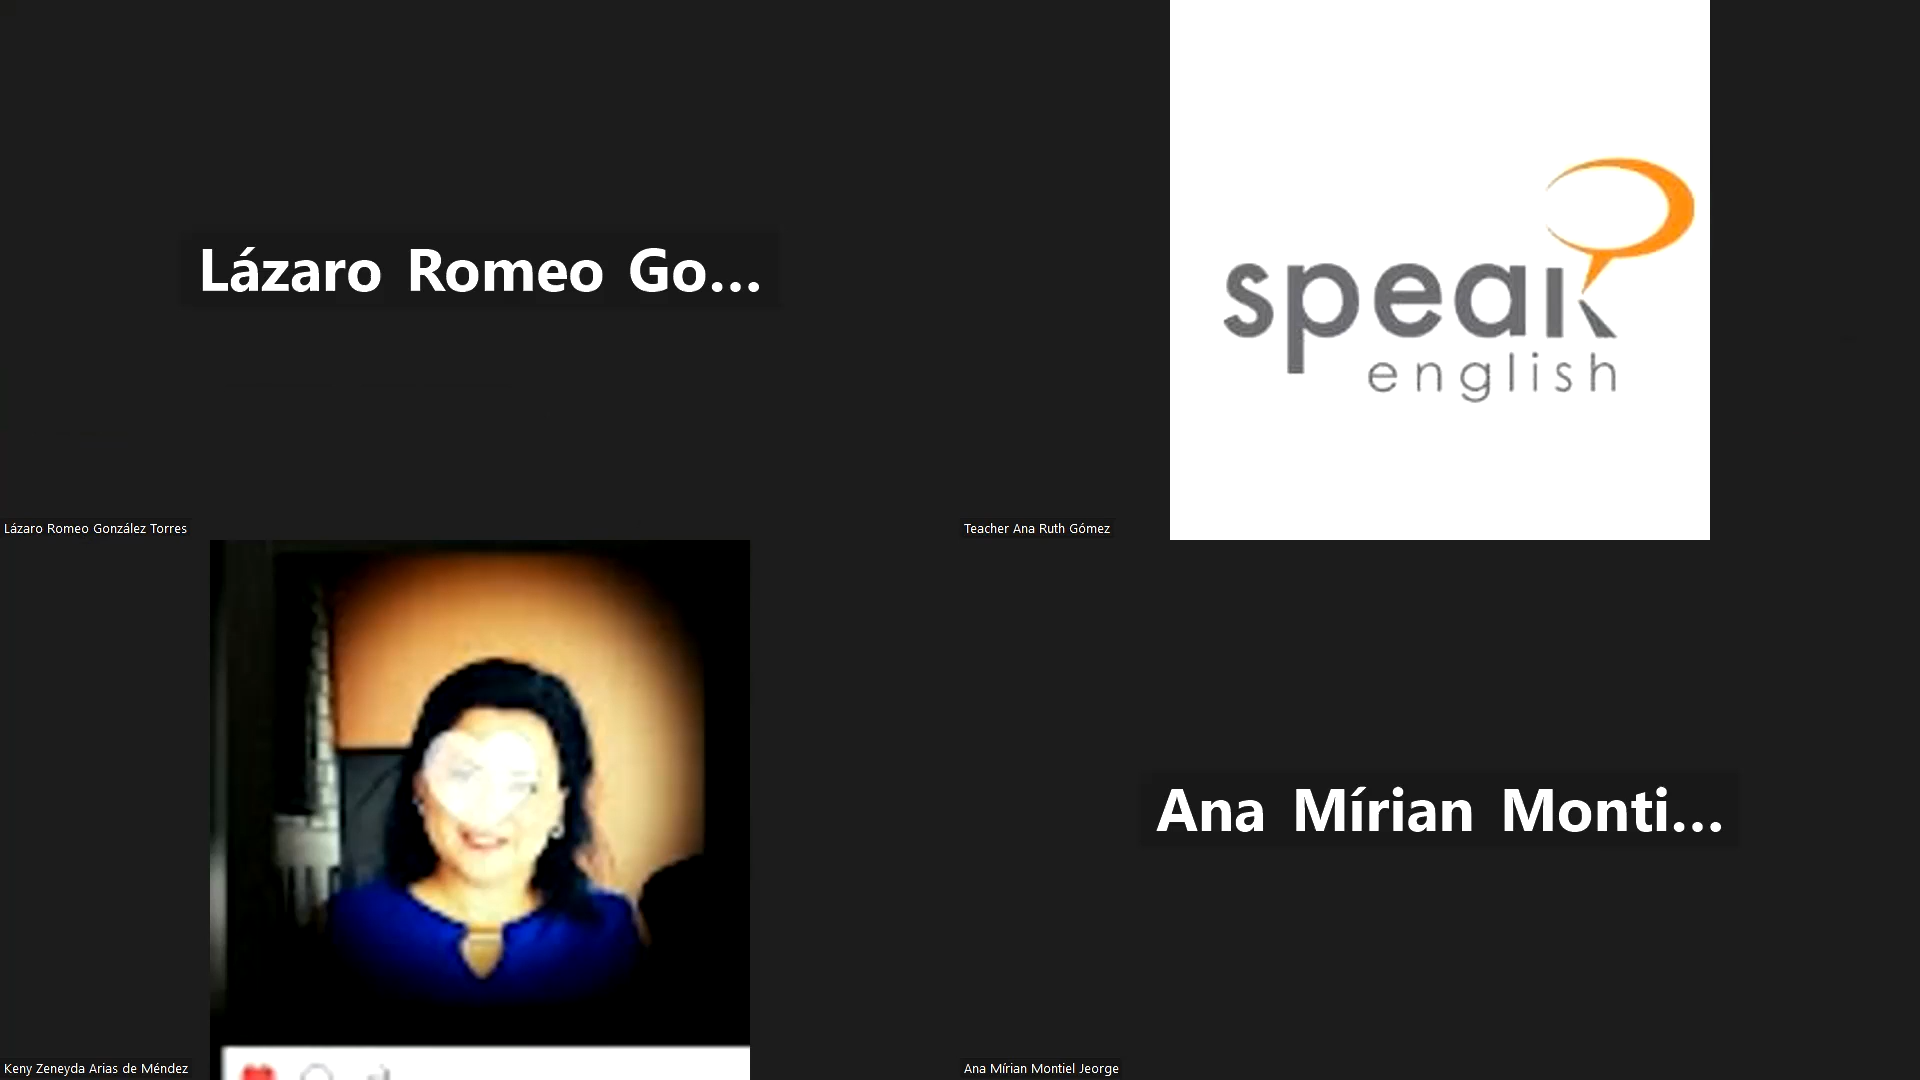 Lázaro Romeo Go...
speak
english
Lázaro Romeo González Torres
Teacher Ana Ruth Gómez
Ana Mírian Monti...
Keny Zeneyda Arias de Méndez
Ana Mírian Montiel Jeorge